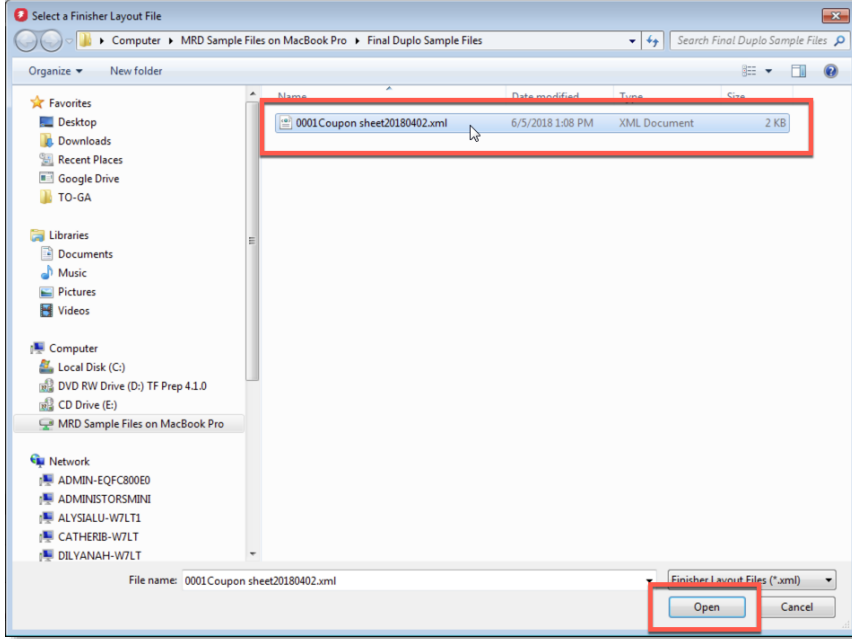 Select a Finisher Layout File
Computer MRD Sample Files on MacBook Pro Final Duplo Sample Files Search Final Duplo Sample Files
Organize New folder
Name Date modified Type Size
0001Coupon sheet20180402.xml 6/5/2018 1:08 PM XML Document 2 KB
Favorites
Desktop
Downloads
Recent Places
Google Drive
TO-GA
Libraries
Documents
Music
Pictures
Videos
Computer
Local Disk (C:)
DVD RW Drive (D:) TF Prep 4.1.0
CD Drive (E:)
MRD Sample Files on MacBook Pro
Network
ADMIN-EQFC800E0
ADMINISTORSMINI
ALYSIALU-W7LT1
CATHERIB-W7LT
DILYANAH-W7LT
File name: 0001Coupon sheet20180402.xml Finisher Layout Files (*.xml)
Open Cancel